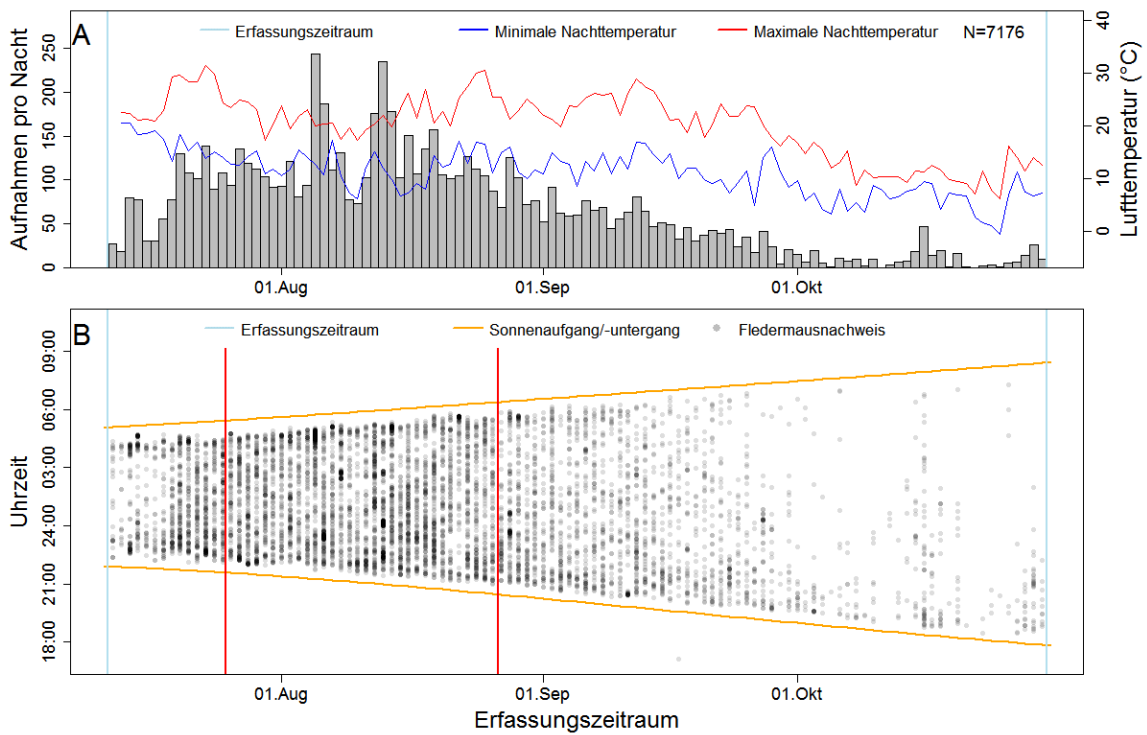 A
Erfassungszeitraum Minimale Nachttemperatur Maximale Nachttemperatur N=7176
Aufnahmen pro Nacht
0 50 100 150 200 250
Lufttemperatur (°C)
0 10 20 30 40
01.Aug 01.Sep 01.Okt
B
Erfassungszeitraum Sonnenaufgang/-untergang Fledermausnachweis
Uhrzeit
18:00 21:00 24:00 03:00 06:00 09:00
01.Aug 01.Sep 01.Okt
Erfassungszeitraum